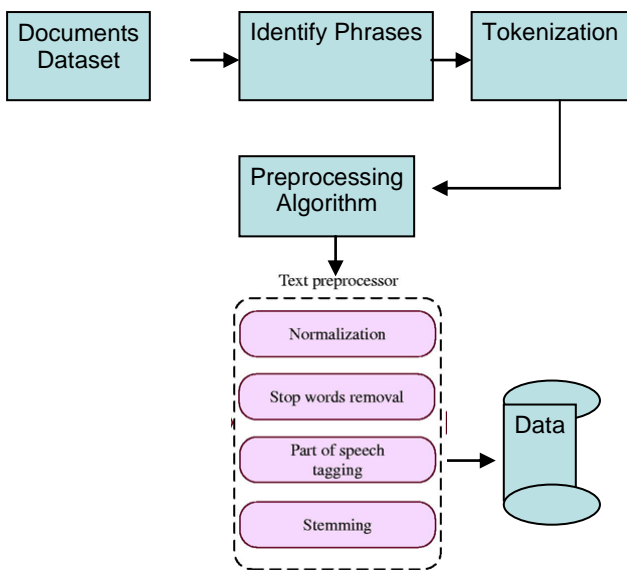 Documents
Dataset
Identify Phrases
Tokenization
Preprocessing
Algorithm
Text preprocessor
Normalization
Stop words removal
Part of speech
tagging
Stemming
Data